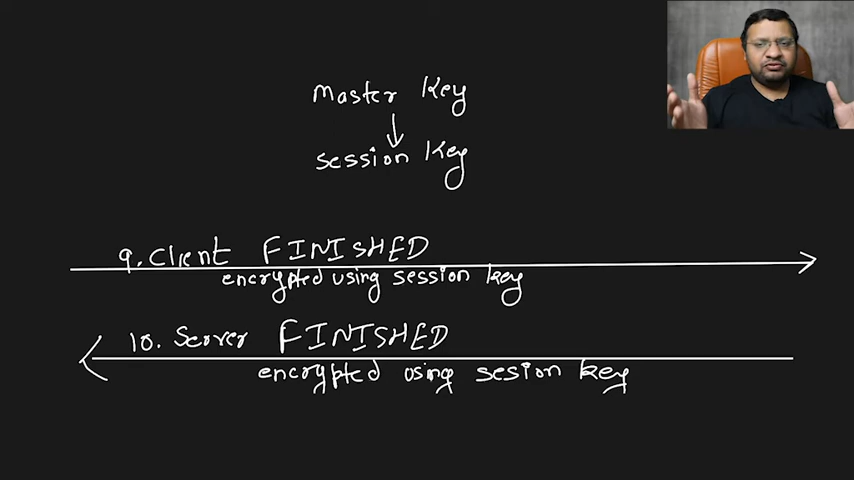 Master Key
session Key
9. Client FINISHED
encrypted using session key
10. Server FINISHED
encrypted using sesion key